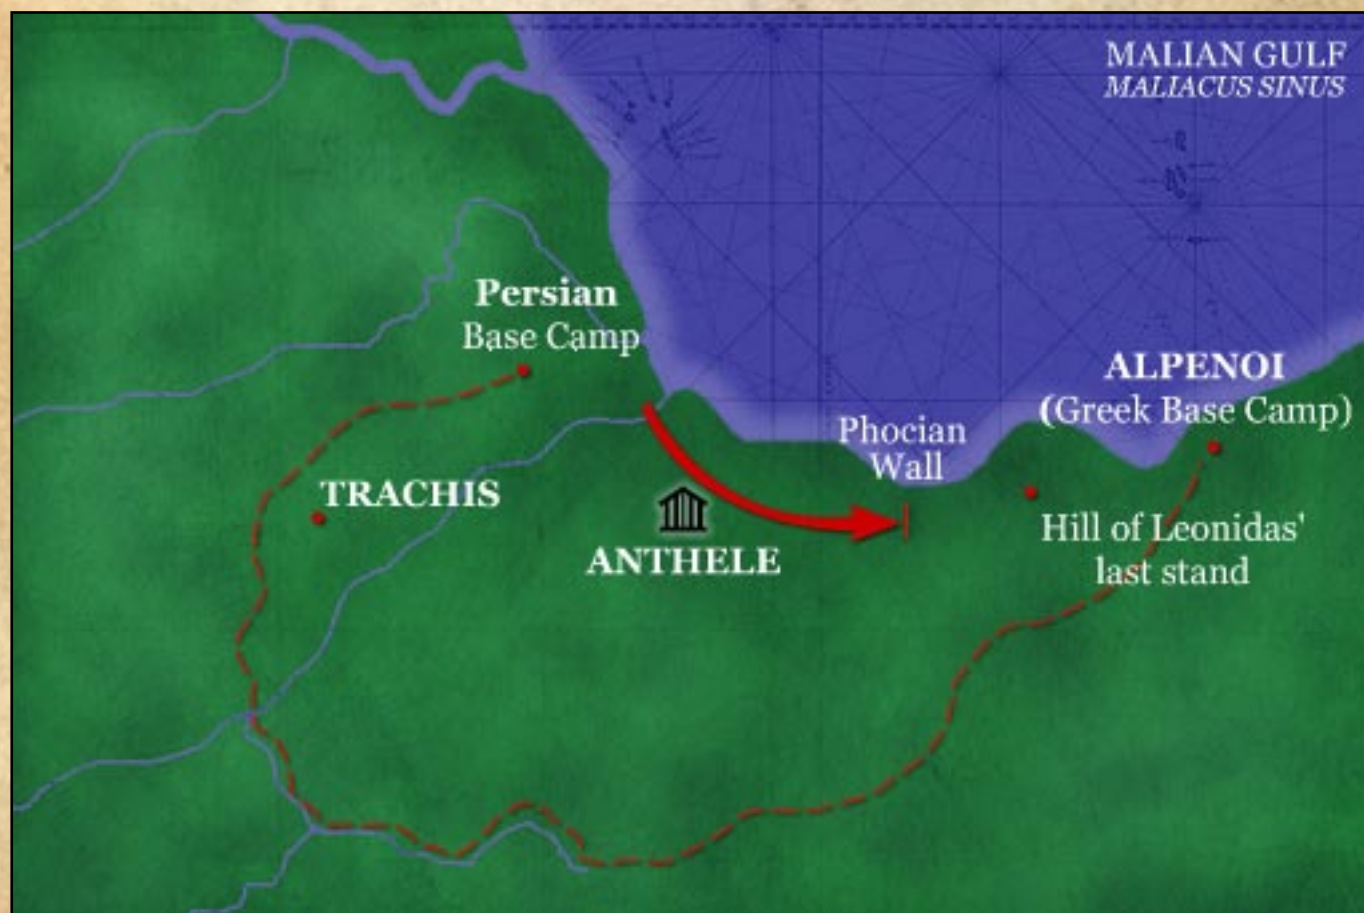 MALIAN GULF
MALIACUS SINUS
Persian
Base Camp
ALPENOI
(Greek Base Camp)
Phocian
Wall
TRACHIS
ANTHELE
Hill of Leonidas'
last stand